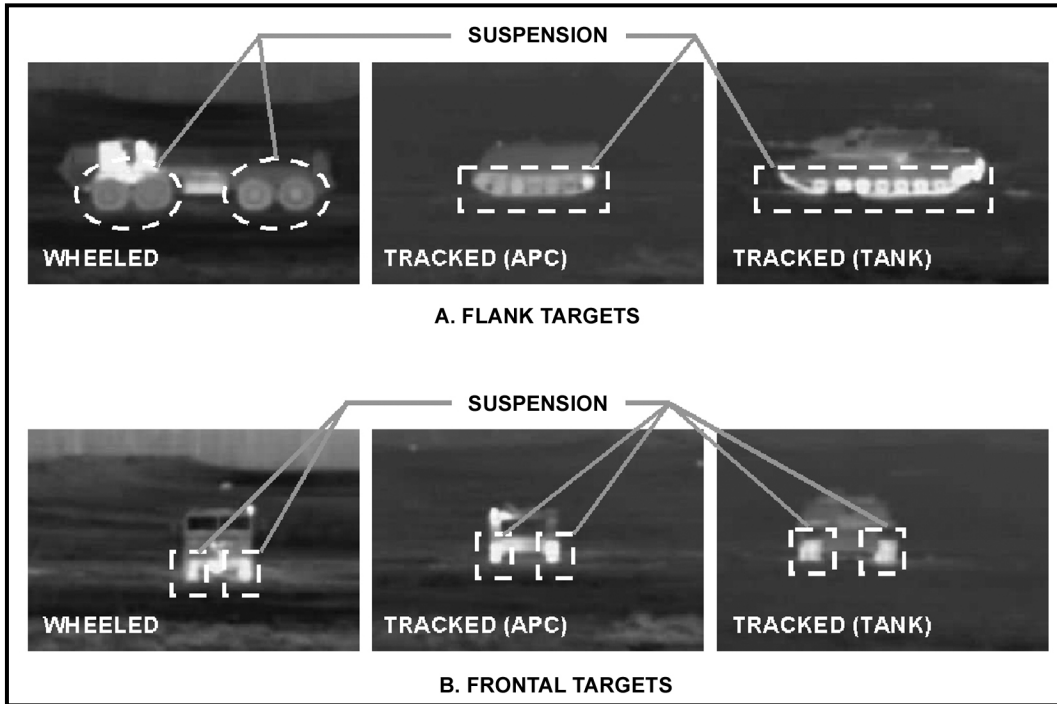 SUSPENSION
WHEELED
TRACKED (APC)
TRACKED (TANK)
A. FLANK TARGETS
SUSPENSION
WHEELED
TRACKED (APC)
TRACKED (TANK)
B. FRONTAL TARGETS